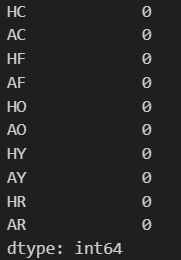 HC 0
AC 0
HF 0
AF 0
HO 0
AO 0
HY 0
AY 0
HR 0
AR 0
dtype: int64